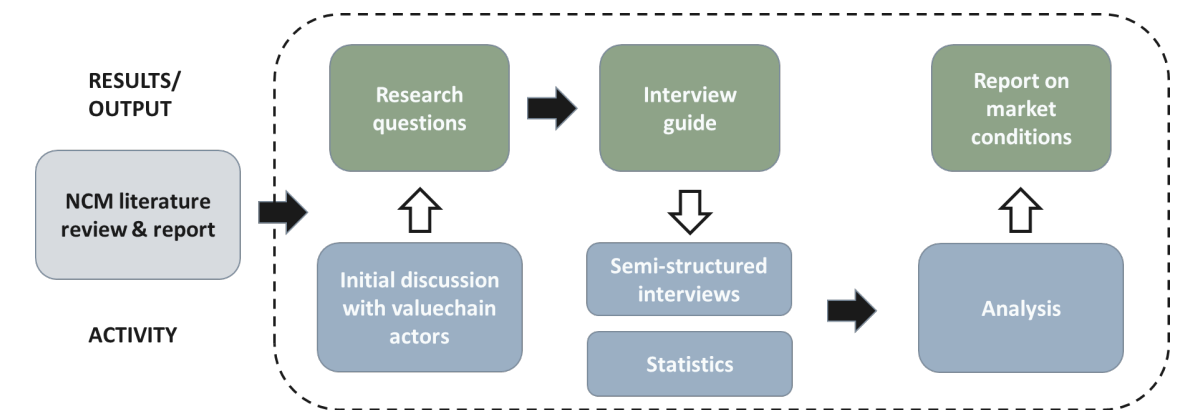 RESULTS/
OUTPUT
NCM literature
review & report
ACTIVITY
Research
questions
Interview
guide
Report on
market
conditions
Initial discussion
with valuechain
actors
Semi-structured
interviews
Statistics
Analysis